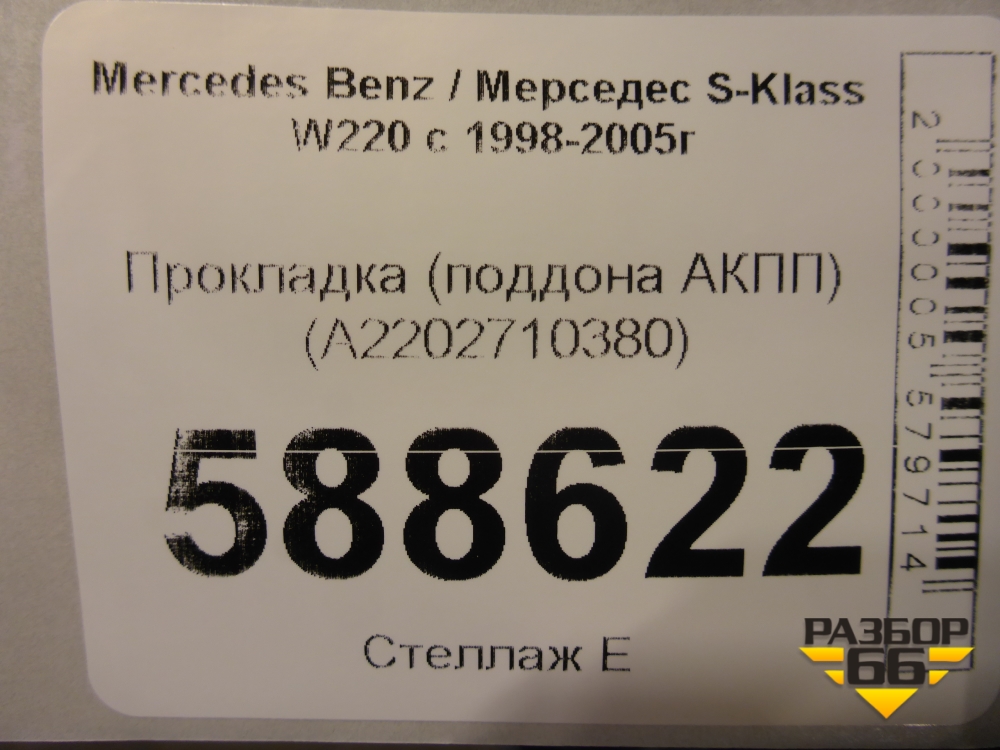 Mercedes Benz / Мерседес S-Klass
W220 с 1998-2005г
Прокладка (поддона АКПП)
(A2202710380)
588622
Стеллаж Е
2000005579714
РАЗБОР
66